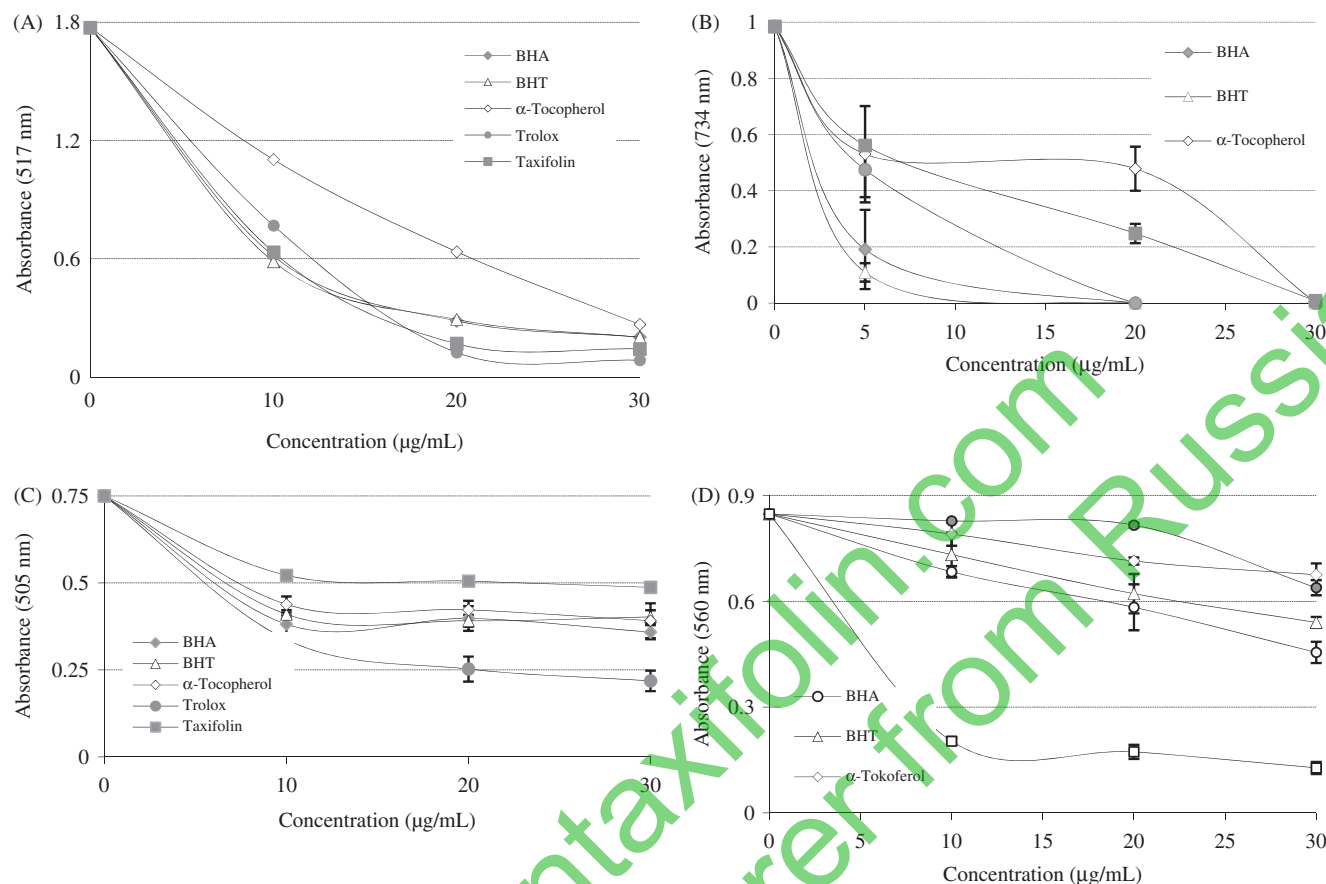 (A)
1.8
1.2
0.6
0
Absorbance (517 nm)
0 10 20 30
Concentration (µg/mL)
BHA
BHT
α-Tocopherol
Trolox
Taxifolin
(B)
1
0.8
0.6
0.4
0.2
0
Absorbance (734 nm)
0 5 10 15 20 25 30
Concentration (µg/mL)
BHA
BHT
α-Tocopherol
(C)
0.75
0.5
0.25
0
Absorbance (505 nm)
0 10 20 30
Concentration (µg/mL)
BHA
BHT
α-Tocopherol
Trolox
Taxifolin
(D)
0.9
0.6
0.3
0
Absorbance (560 nm)
0 5 10 15 20 25 30
Concentration (µg/mL)
BHA
BHT
α-Tokoferol
ntaxifolin.com
rer from Russi